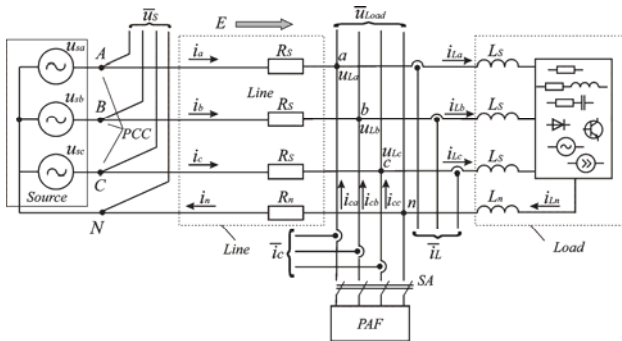 u̅s
E
u̅Load
usa
A
ia
Rs
a
iLa
Ls
uLa
Line
usb
B
ib
Rs
b
iLb
Ls
PCC
uLb
usc
C
ic
Rs
uLc
c
iLc
Ls
Source
ica
icb
icc
in
Rn
n
iLn
Ln
N
Line
i̅c
i̅L
Load
SA
PAF